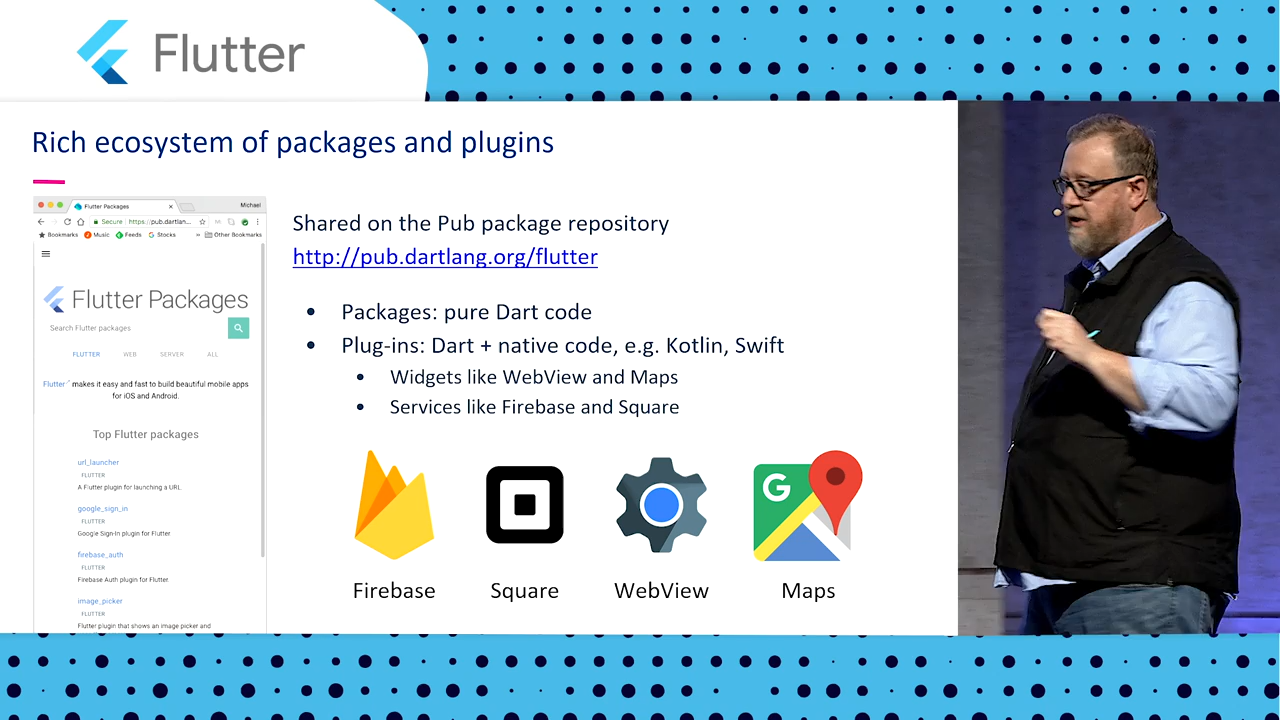 Flutter
Rich ecosystem of packages and plugins
Flutter Packages
Michael
Secure https://pub.dartlan...
Bookmarks Music Feeds G Stocks » Other Bookmarks
Flutter Packages
Search Flutter packages
FLUTTER WEB SERVER ALL
Flutter makes it easy and fast to build beautiful mobile apps
for iOS and Android.
Top Flutter packages
url_launcher
FLUTTER
A Flutter plugin for launching a URL
google_sign_in
FLUTTER
Google Sign-In plugin for Flutter
firebase_auth
FLUTTER
Firebase Auth plugin for Flutter.
image_picker
FLUTTER
Flutter plugin that shows an image picker and
Shared on the Pub package repository
http://pub.dartlang.org/flutter
• Packages: pure Dart code
• Plug-ins: Dart + native code, e.g. Kotlin, Swift
• Widgets like WebView and Maps
• Services like Firebase and Square
G
Firebase Square WebView Maps